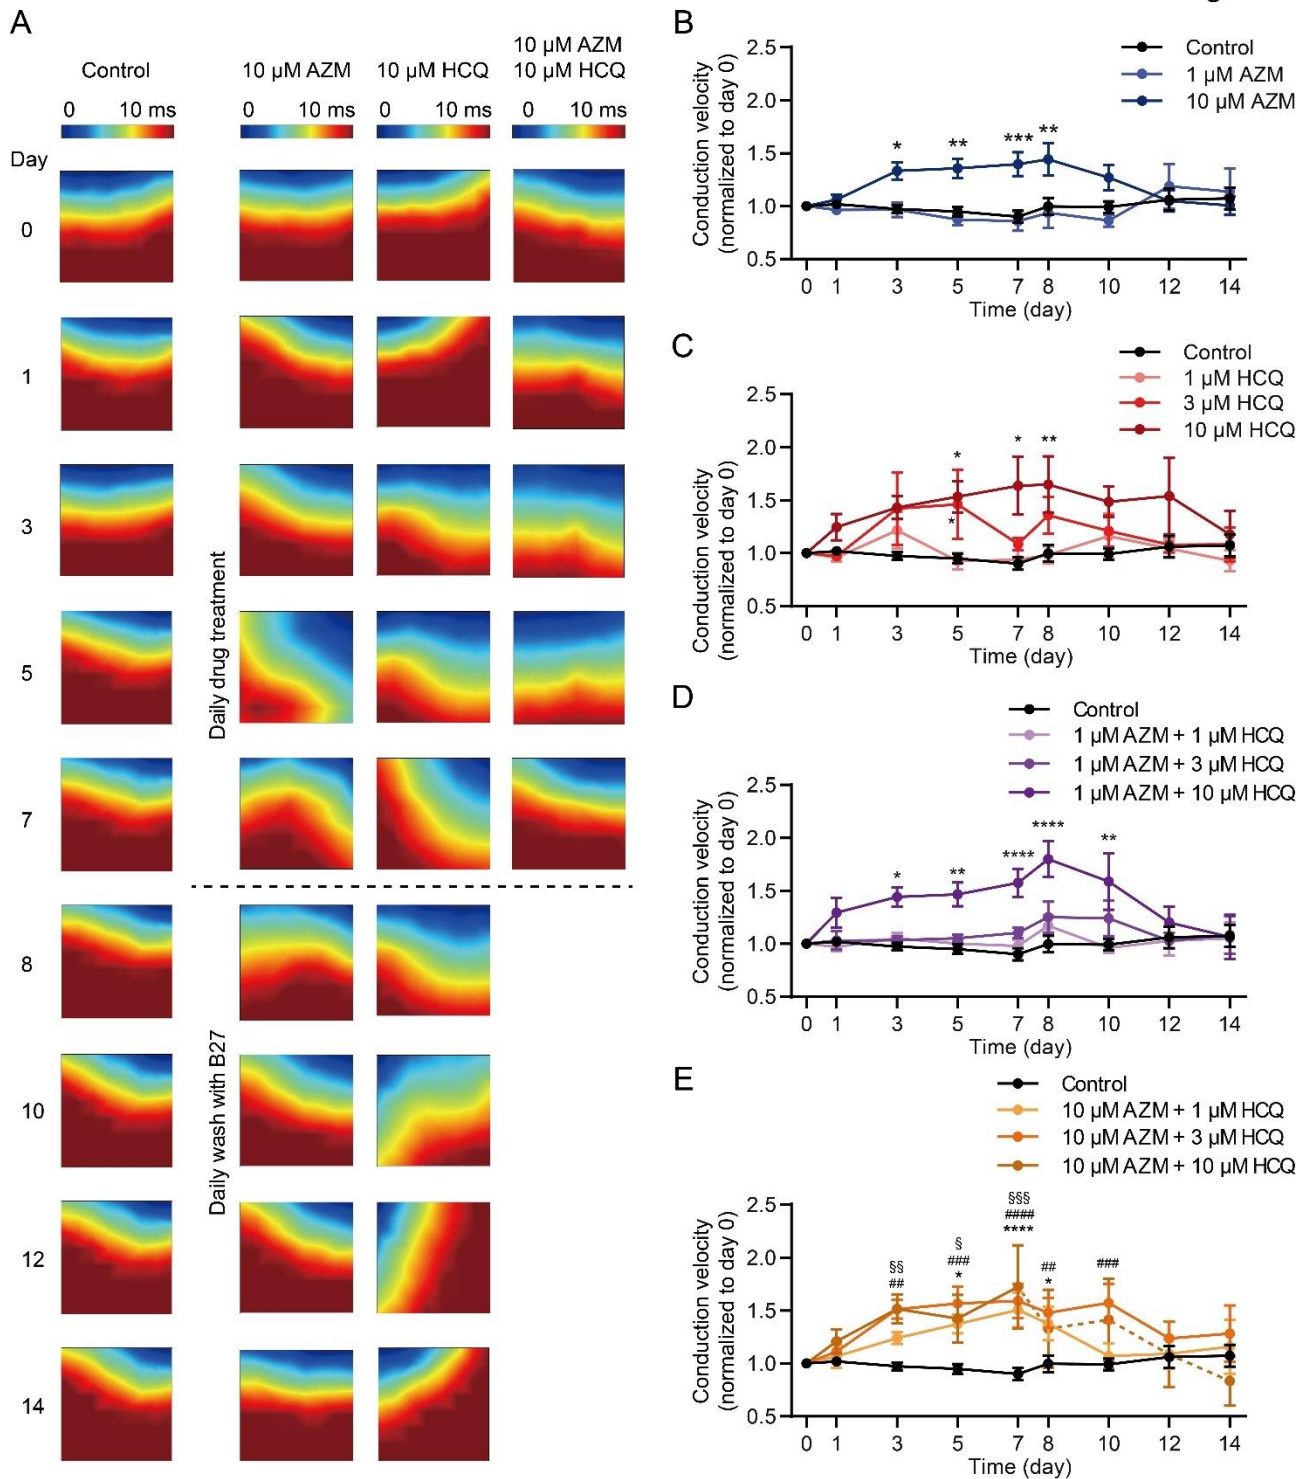 g
A
10 µM AZM
Control
10 µM AZM
10 µM HCQ
10 µM HCQ
0 10 ms
0 10 ms
0 10 ms
0 10 ms
Day
0
1
3
5
7
8
10
12
14
Daily drug treatment
Daily wash with B27
B
Control
1 µM AZM
10 µM AZM
Conduction velocity
(normalized to day 0)
2.5
2.0
1.5
1.0
0.5
* ** *** **
0 1 3 5 7 8 10 12 14
Time (day)
C
Control
1 µM HCQ
3 µM HCQ
10 µM HCQ
Conduction velocity
(normalized to day 0)
2.5
2.0
1.5
1.0
0.5
* * **
*
0 1 3 5 7 8 10 12 14
Time (day)
D
Control
1 µM AZM + 1 µM HCQ
1 µM AZM + 3 µM HCQ
1 µM AZM + 10 µM HCQ
Conduction velocity
(normalized to day 0)
2.5
2.0
1.5
1.0
0.5
* ** **** **** **
0 1 3 5 7 8 10 12 14
Time (day)
E
Control
10 µM AZM + 1 µM HCQ
10 µM AZM + 3 µM HCQ
10 µM AZM + 10 µM HCQ
Conduction velocity
(normalized to day 0)
2.5
2.0
1.5
1.0
0.5
§§
##
§
###
*
§§§
####
****
##
*
###
0 1 3 5 7 8 10 12 14
Time (day)